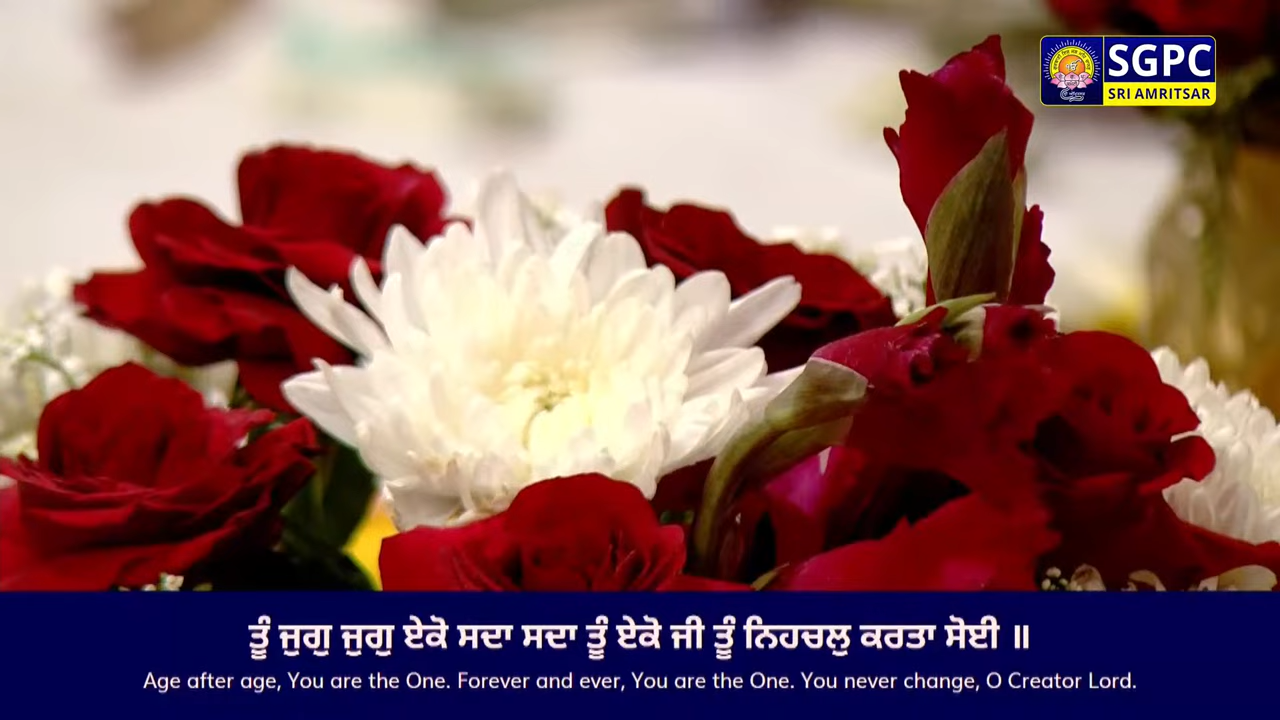 SGPC
SRI AMRITSAR
ਤੂੰ ਜੁਗੁ ਜੁਗੁ ਏਕੋ ਸਦਾ ਸਦਾ ਤੂੰ ਏਕੋ ਜੀ ਤੂੰ ਨਿਹਚਲੁ ਕਰਤਾ ਸੋਈ ॥
Age after age, You are the One. Forever and ever, You are the One. You never change, O Creator Lord.